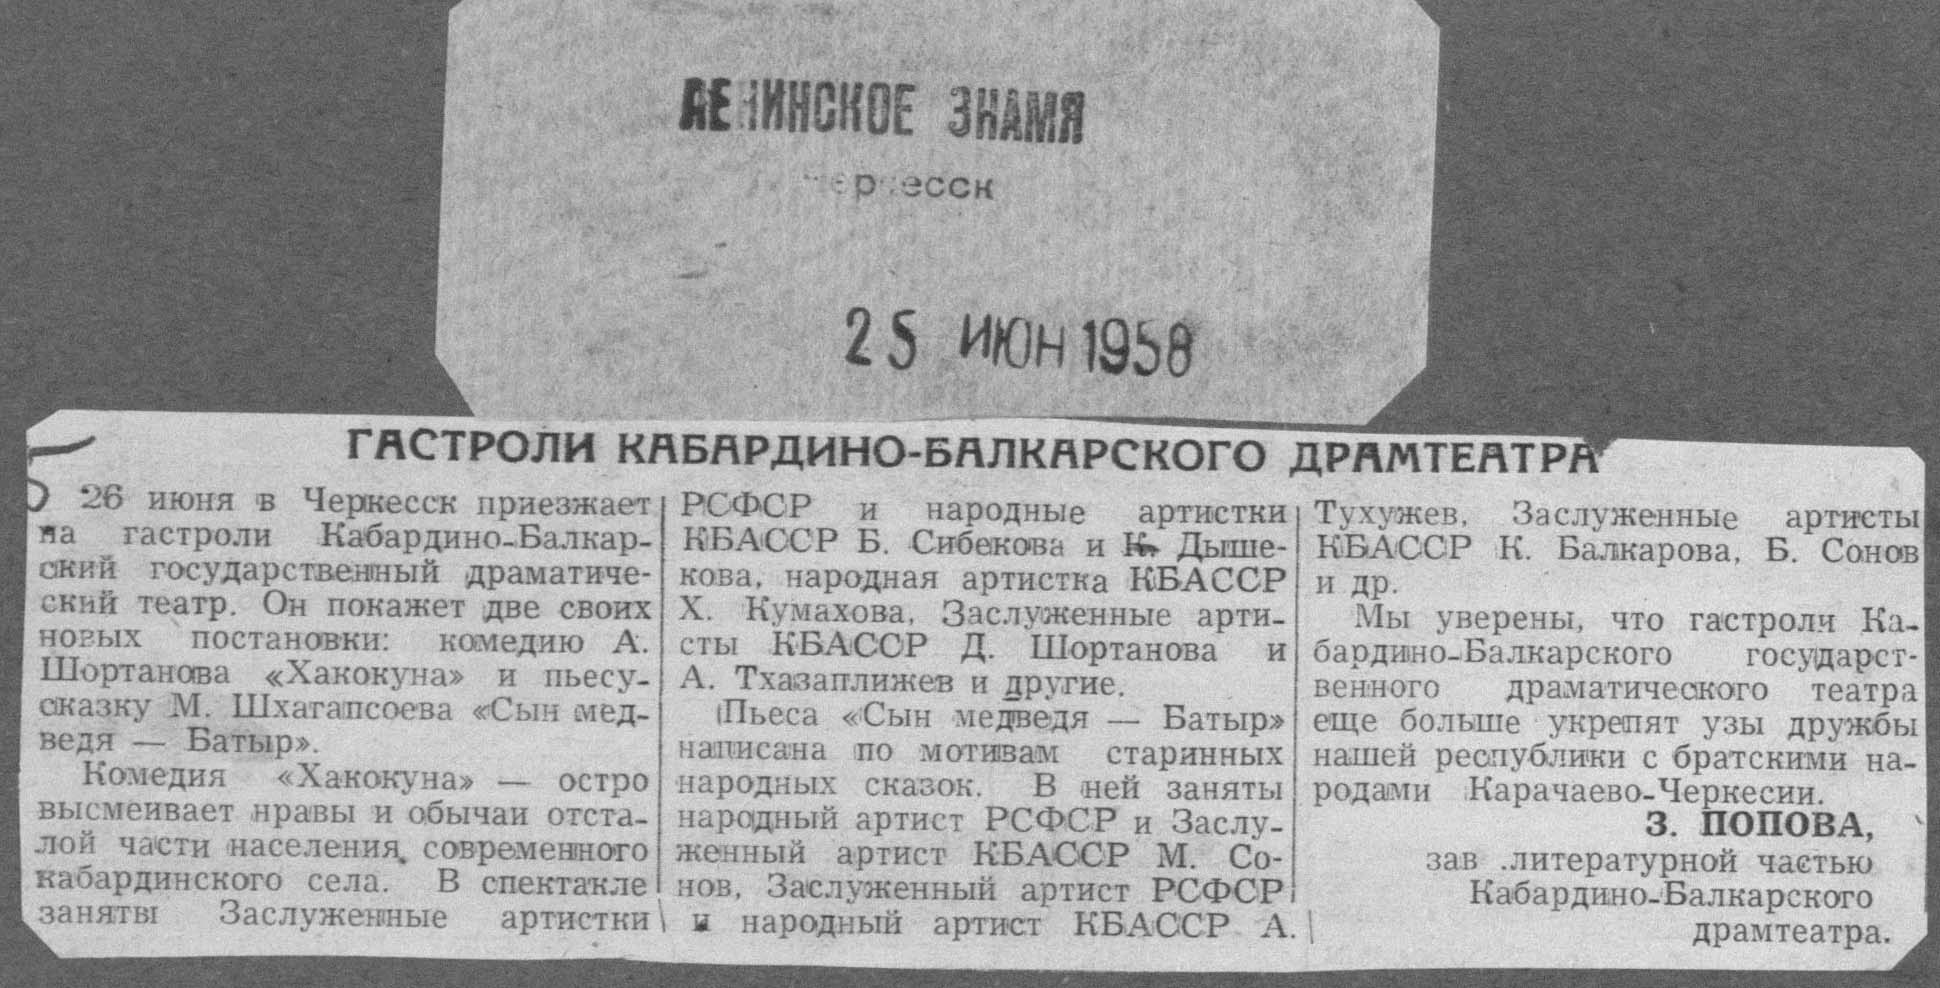 ЛЕНИНСКОЕ ЗНАМЯ
Черкесск
25 ИЮН 1958
ГАСТРОЛИ КАБАРДИНО-БАЛКАРСКОГО ДРАМТЕАТРА
26 июня в Черкесск приезжает
на гастроли Кабардино-Балкар-
ский государственный драматиче-
ский театр. Он покажет две своих
новых постановки: комедию А.
Шортанова «Хакокуна» и пьесу-
сказку М. Шхагапсоева «Сын мед-
ведя — Батыр».
Комедия «Хакокуна» — остро
высмеивает нравы и обычаи отста-
лой части населения, современного
кабардинского села. В спектакле
заняты Заслуженные артистки
РСФСР и народные артистки
КБАССР Б. Сибекова и К. Дыше-
кова, народная артистка КБАССР
Х. Кумахова, Заслуженные арти-
сты КБАССР Д. Шортанова и
А. Тхазаплижев и другие.
Пьеса «Сын медведя — Батыр»
написана по мотивам старинных
народных сказок. В ней заняты
народный артист РСФСР и Заслу-
женный артист КБАССР М. Со-
нов, Заслуженный артист РСФСР
и народный артист КБАССР А.
Тухужев, Заслуженные артисты
КБАССР К. Балкарова, Б. Сонов
и др.
Мы уверены, что гастроли Ка-
бардино-Балкарского государст-
венного драматического театра
еще больше укрепят узы дружбы
нашей республики с братскими на-
родами Карачаево-Черкесии.
З. ПОПОВА,
зав .литературной частью
Кабардино-Балкарского
драмтеатра.